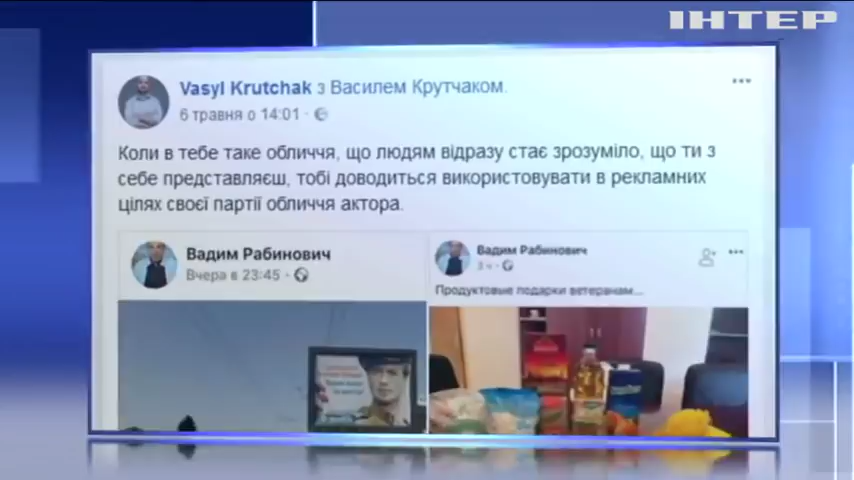 ІНТЕР
Vasyl Krutchak з Василем Крутчаком.
6 травня о 14:01 ·
Коли в тебе таке обличчя, що людям відразу стає зрозуміло, що ти з
себе представляєш, тобі доводиться використовувати в рекламних
цілях своєї партії обличчя актора.
Вадим Рабинович
Вчера в 23:45 ·
Вадим Рабинович
3 ч ·
Продуктовые подарки ветеранам...